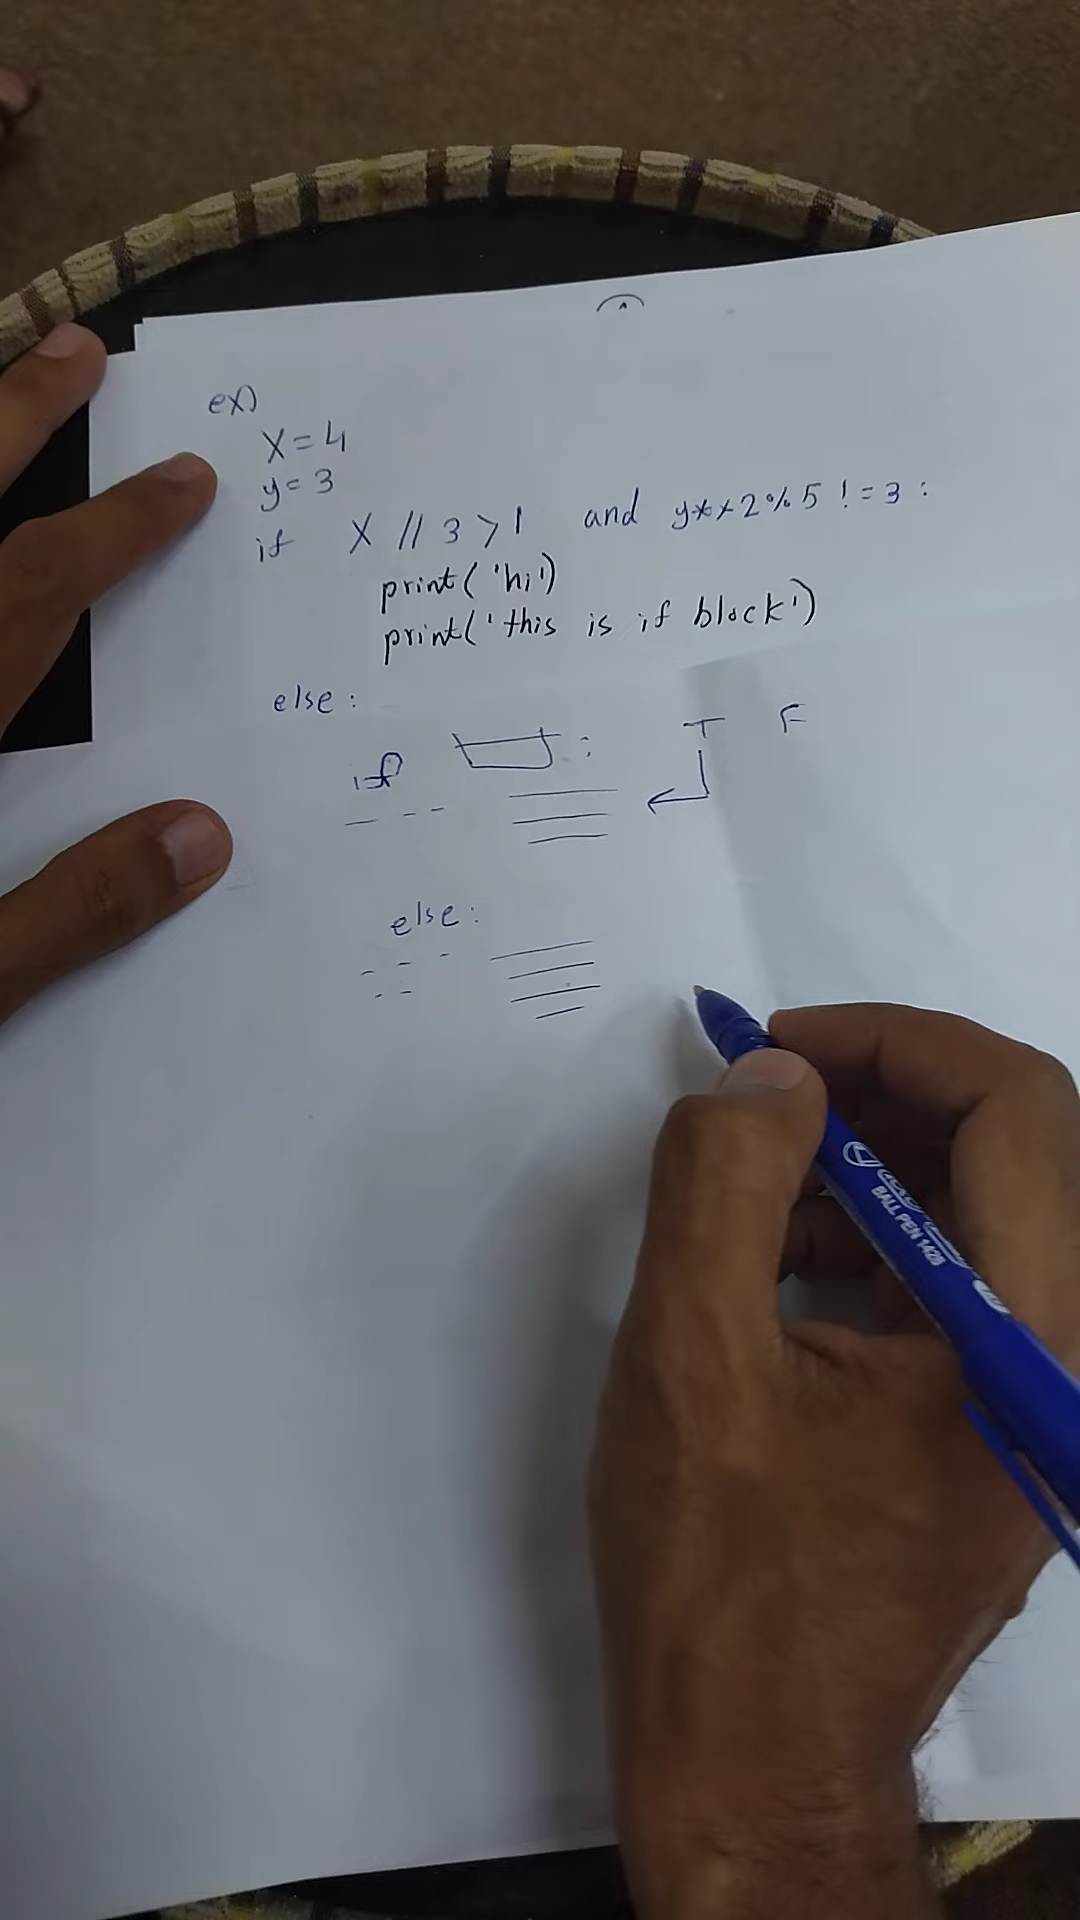 ex)
x=4
y=3
if x // 3 > 1 and y**2%5 != 3 :
print('hi')
print('this is if block')
else :
if :
T F
else :
BALL PEN 1426